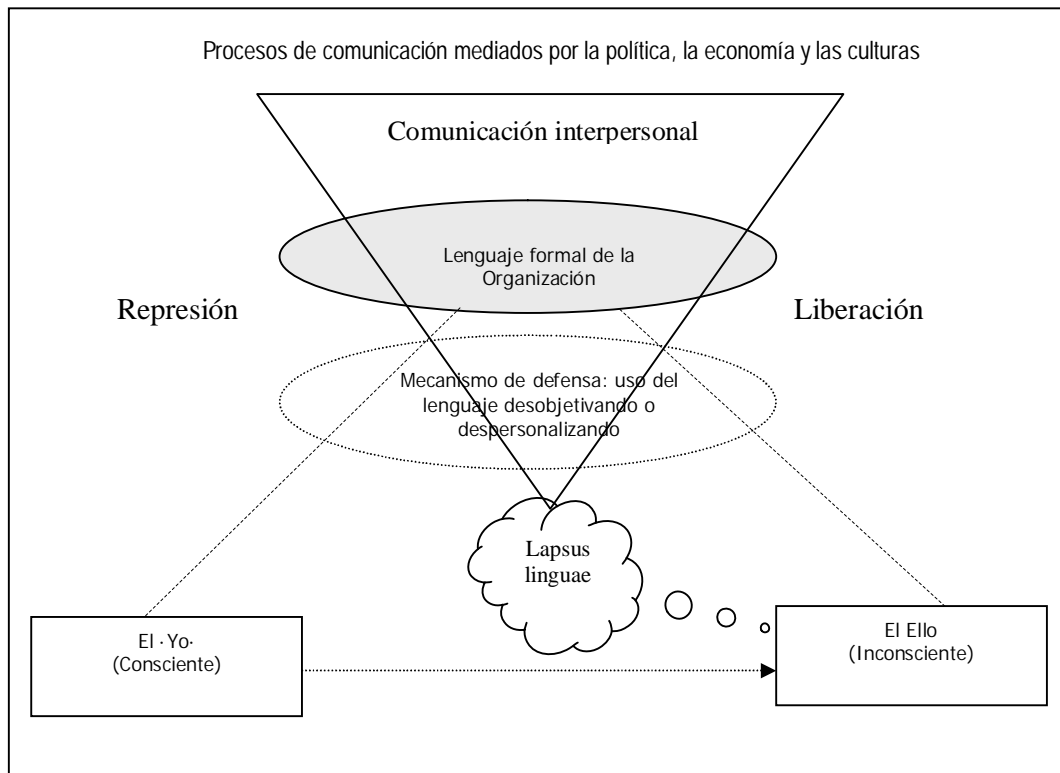 Procesos de comunicación mediados por la política, la economía y las culturas
Comunicación interpersonal
Lenguaje formal de la
Organización
Represión
Liberación
Mecanismo de defensa: uso del
lenguaje desobjetivando o
despersonalizando
Lapsus
linguae
El ·Yo·
(Consciente)
El Ello
(Inconsciente)